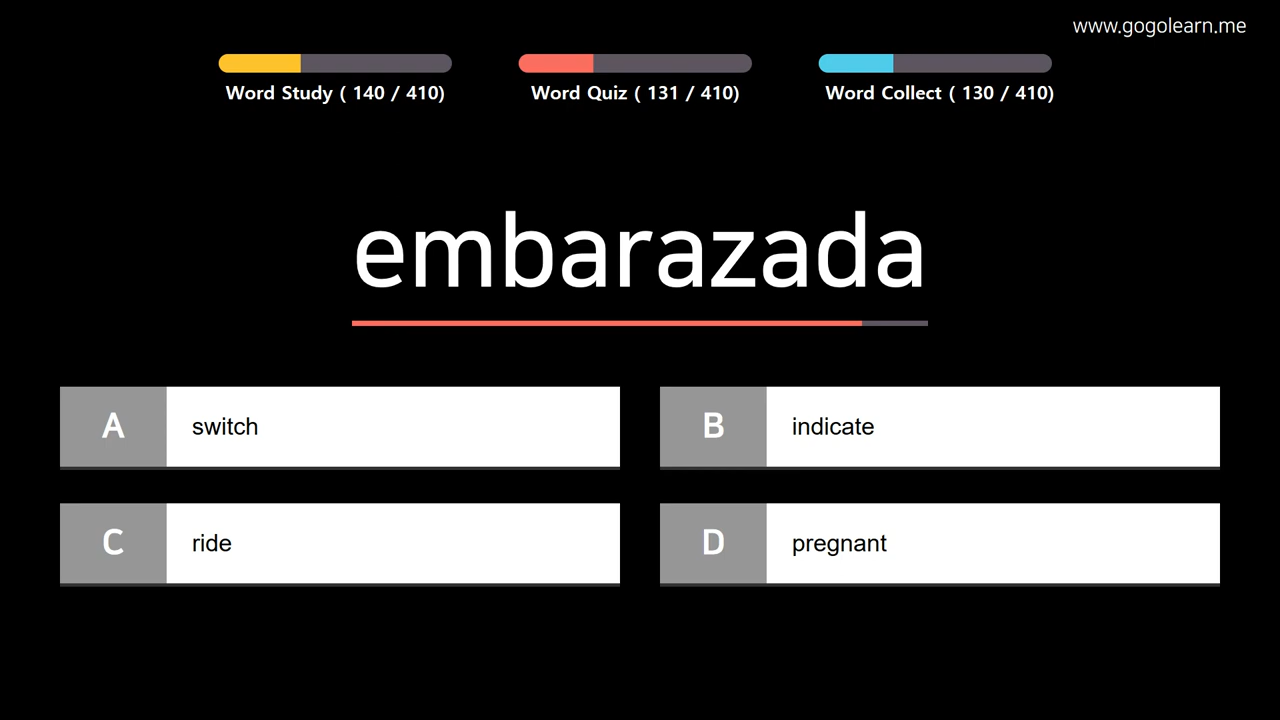 www.gogolearn.me
Word Study ( 140 / 410)
Word Quiz ( 131 / 410)
Word Collect ( 130 / 410)
embarazada
A switch
B indicate
C ride
D pregnant